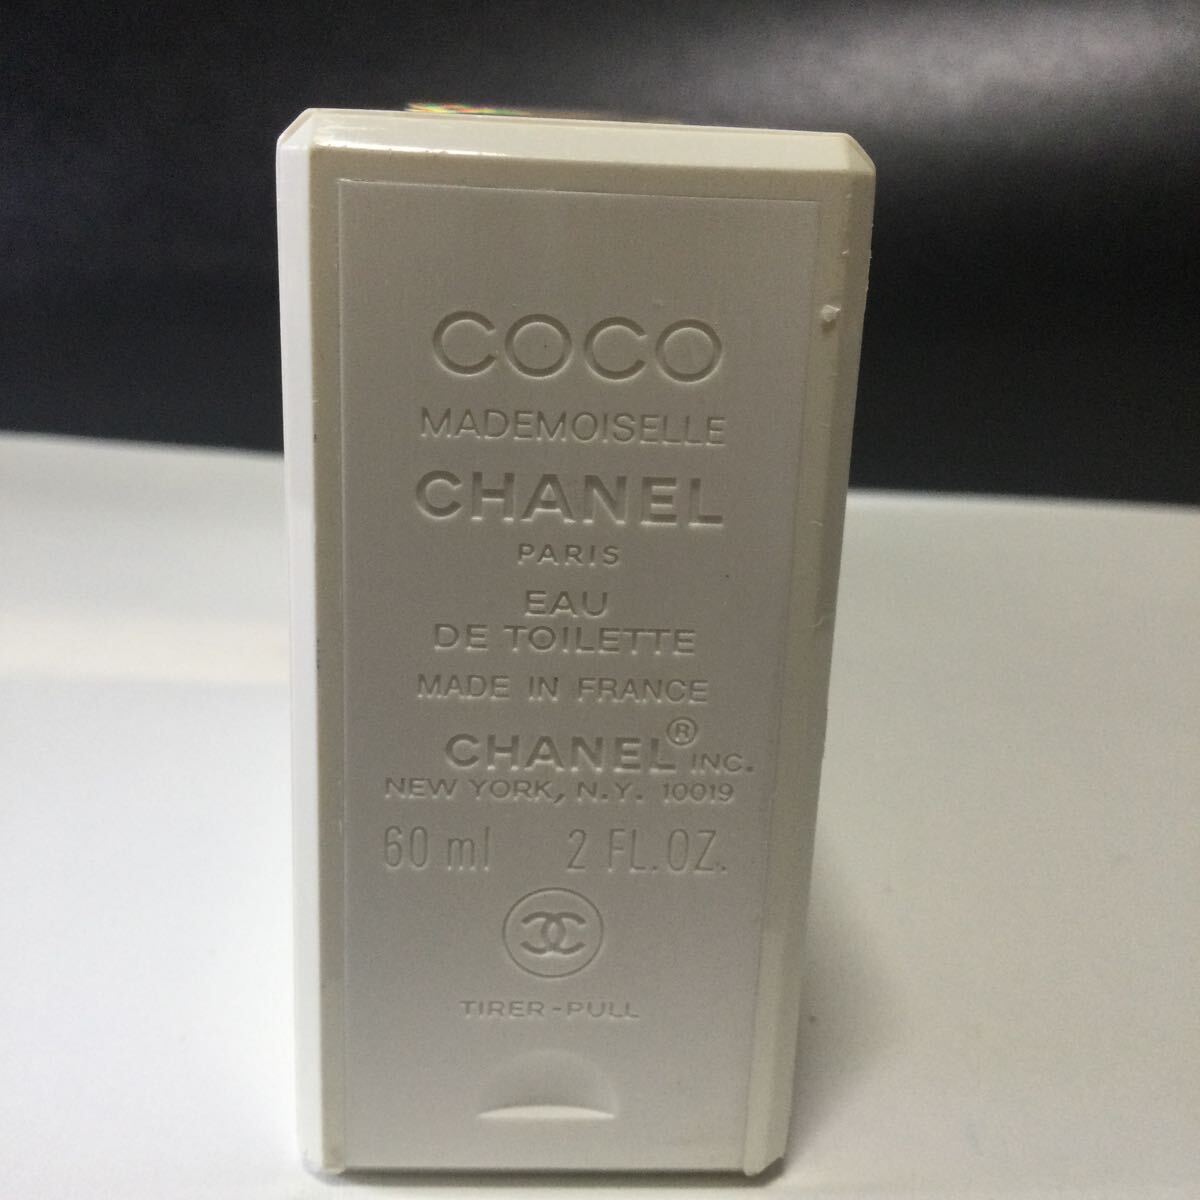 COCO
MADEMOISELLE
CHANEL
PARIS
EAU
DE TOILETTE
MADE IN FRANCE
CHANEL® INC.
NEW YORK, N.Y. 10019
60 ml 2 FL.OZ.
TIRER-PULL